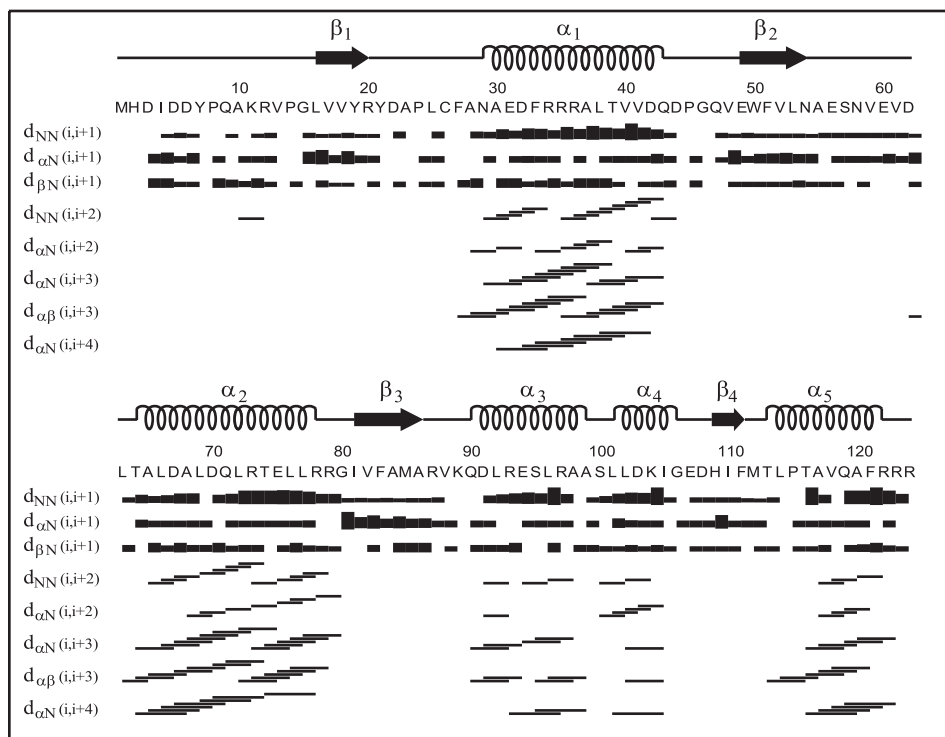 β1 α1 β2
10 20 30 40 50 60
MHDIDDYPQAKRVPGLVVYRYDAPLCFANAEDFRRRALTVVDQDPGQVEWFVLNAESNVEVD
dNN(i,i+1)
dαN(i,i+1)
dβN(i,i+1)
dNN(i,i+2)
dαN(i,i+2)
dαN(i,i+3)
dαβ(i,i+3)
dαN(i,i+4)
α2 β3 α3 α4 β4 α5
70 80 90 100 110 120
LTALDALDQLRTELLRRGIVFAMARVKQDLRESLRAASLLDKIGEDHIFMTLPTAVQAFRRR
dNN(i,i+1)
dαN(i,i+1)
dβN(i,i+1)
dNN(i,i+2)
dαN(i,i+2)
dαN(i,i+3)
dαβ(i,i+3)
dαN(i,i+4)